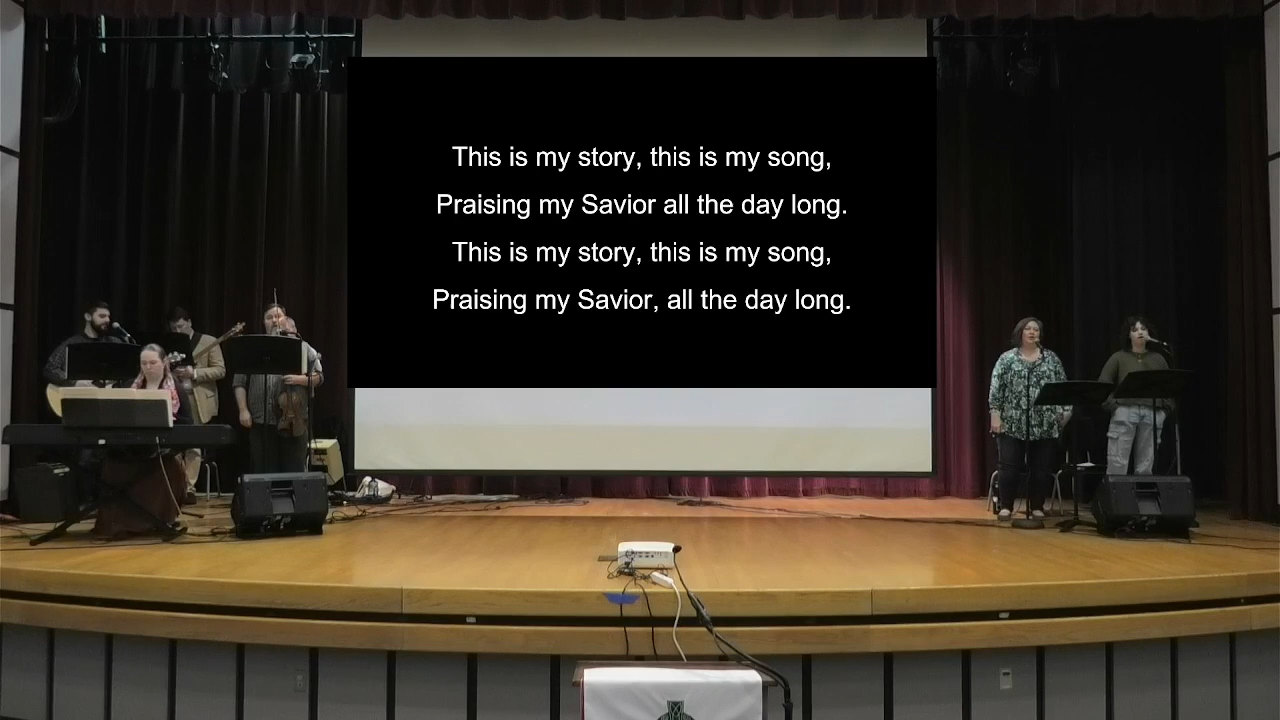 This is my story, this is my song,
Praising my Savior all the day long.
This is my story, this is my song,
Praising my Savior, all the day long.